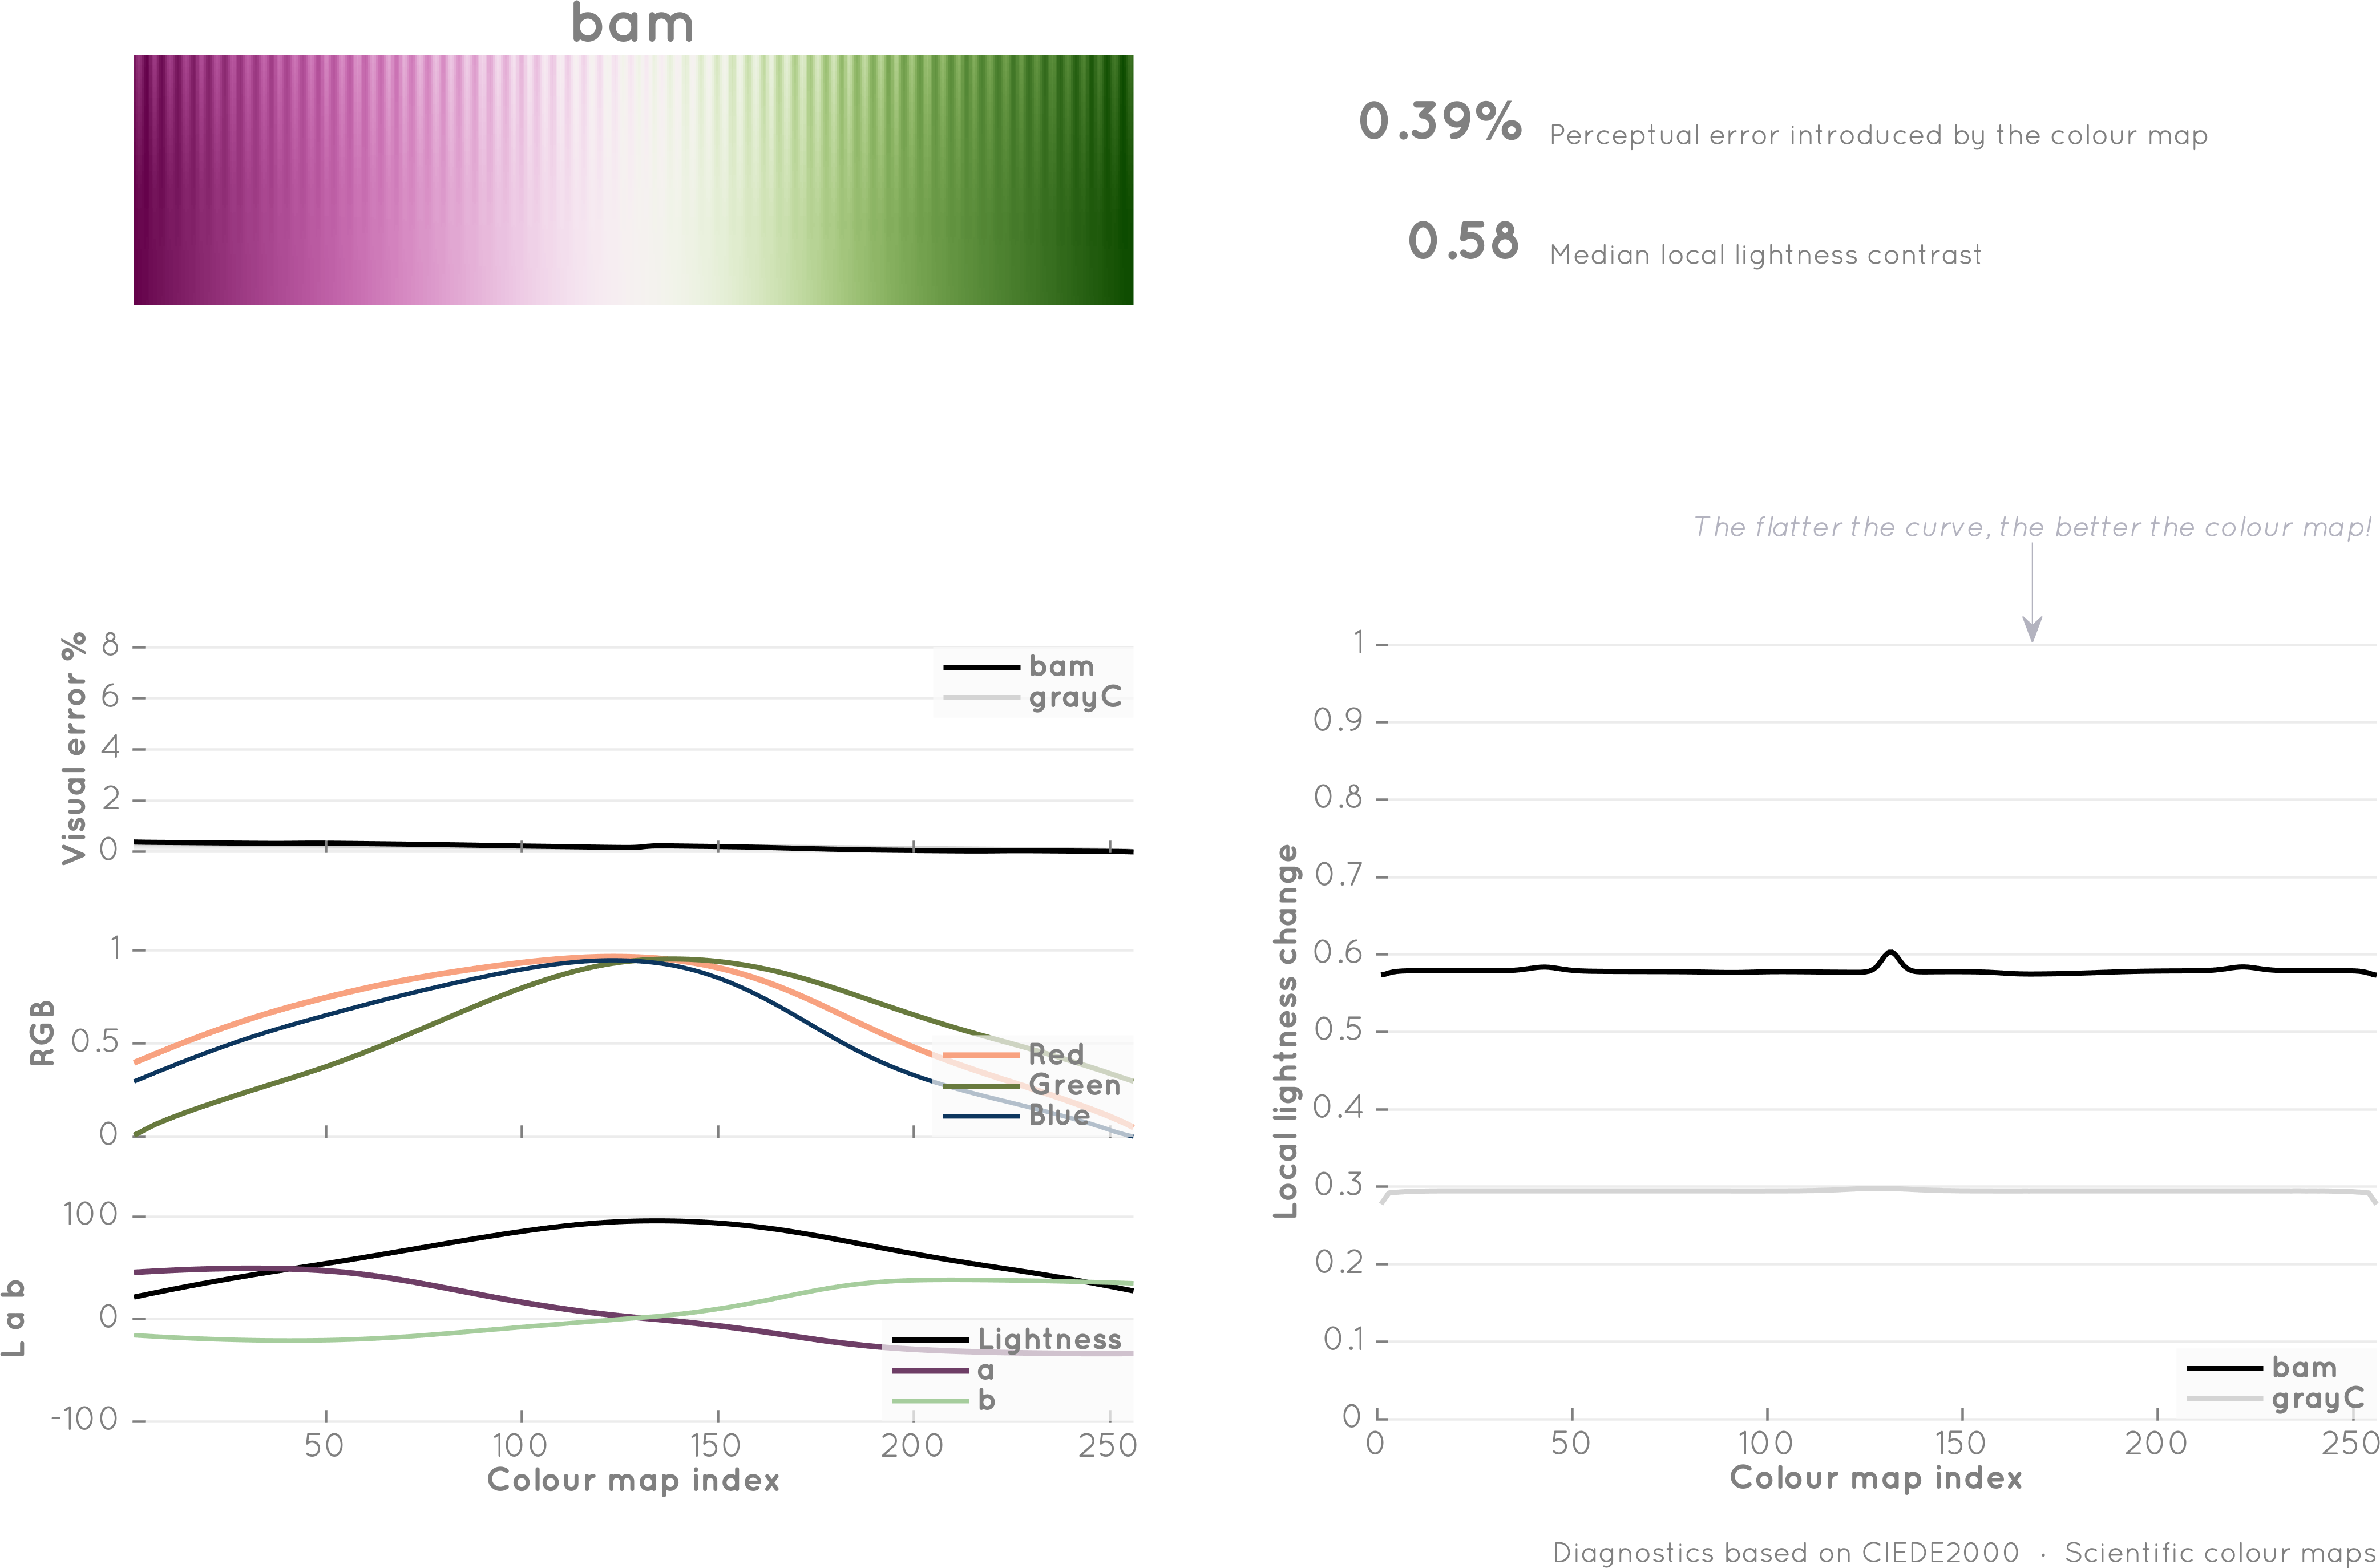 bam
0.39% Perceptual error introduced by the colour map
0.58 Median local lightness contrast
The flatter the curve, the better the colour map!
Visual error %
8
6
4
2
0
bam
grayC
RGB
1
0.5
0
Red
Green
Blue
L a b
100
0
-100
Lightness
a
b
50 100 150 200 250
Colour map index
Local lightness change
1
0.9
0.8
0.7
0.6
0.5
0.4
0.3
0.2
0.1
0
bam
grayC
0 50 100 150 200 250
Colour map index
Diagnostics based on CIEDE2000 · Scientific colour maps